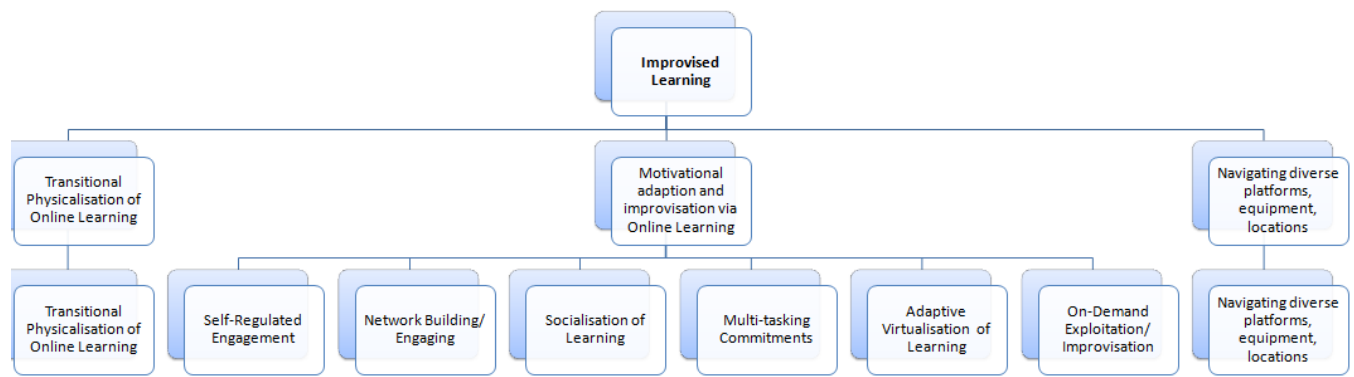 Improvised
Learning
Transitional
Physicalisation of
Online Learning
Motivational
adaption and
improvisation via
Online Learning
Navigating diverse
platforms,
equipment,
locations
Transitional
Physicalisation of
Online Learning
Self-Regulated
Engagement
Network Building/
Engaging
Socialisation of
Learning
Multi-tasking
Commitments
Adaptive
Virtualisation of
Learning
On-Demand
Exploitation/
Improvisation
Navigating diverse
platforms,
equipment,
locations